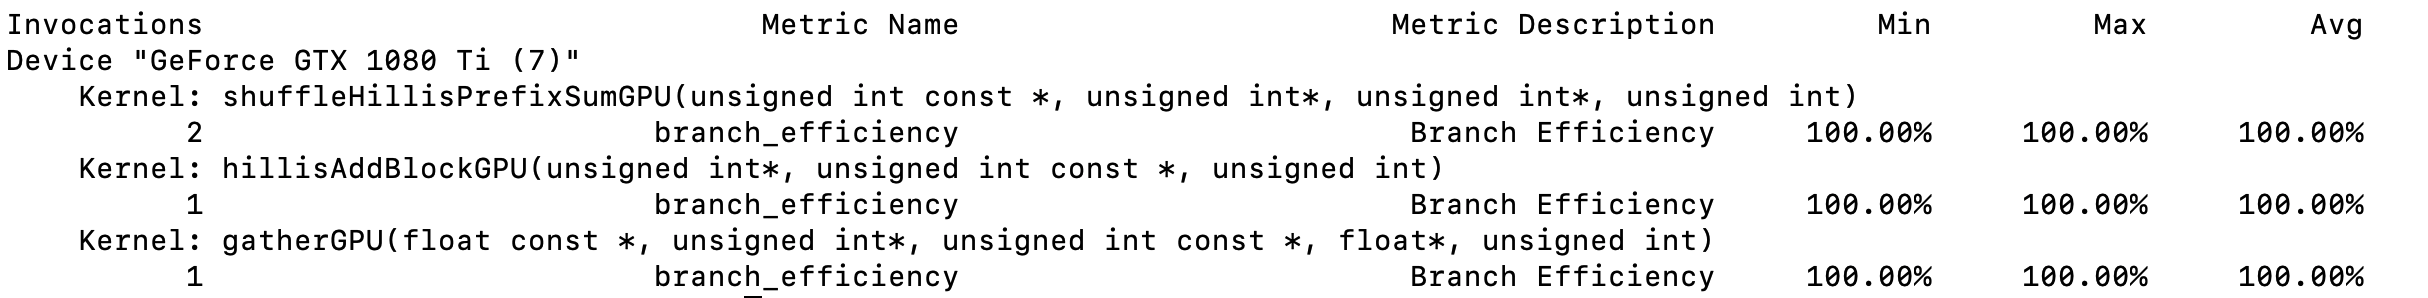 Invocations Metric Name Metric Description Min Max Avg
Device "GeForce GTX 1080 Ti (7)"
Kernel: shuffleHillisPrefixSumGPU(unsigned int const *, unsigned int*, unsigned int*, unsigned int)
2 branch_efficiency Branch Efficiency 100.00% 100.00% 100.00%
Kernel: hillisAddBlockGPU(unsigned int*, unsigned int const *, unsigned int)
1 branch_efficiency Branch Efficiency 100.00% 100.00% 100.00%
Kernel: gatherGPU(float const *, unsigned int*, unsigned int const *, float*, unsigned int)
1 branch_efficiency Branch Efficiency 100.00% 100.00% 100.00%